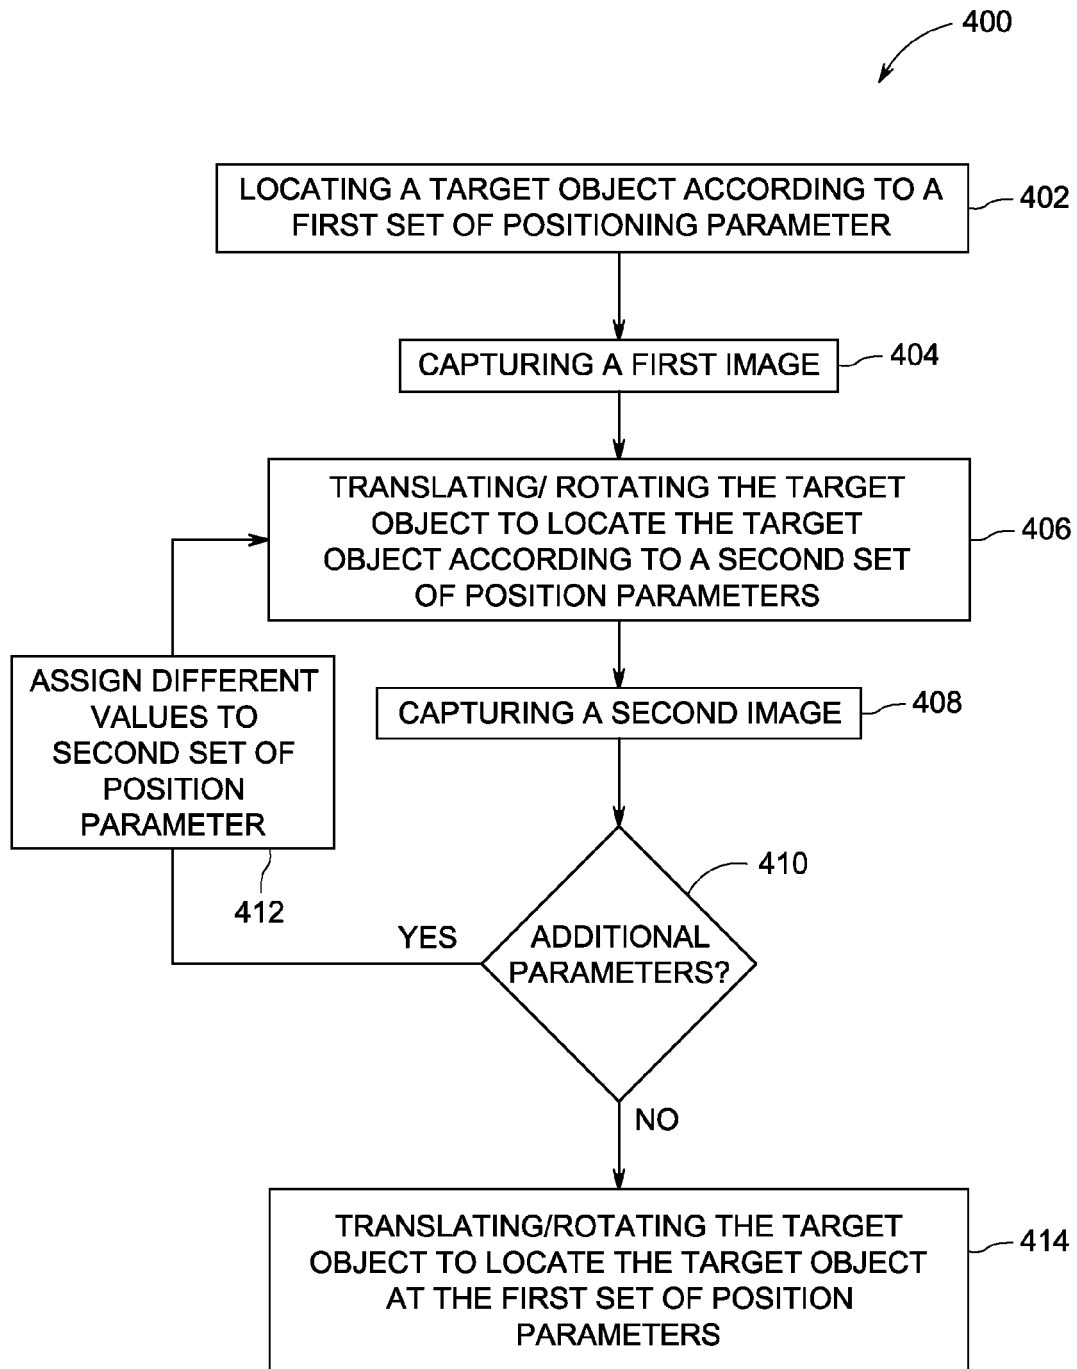 400
LOCATING A TARGET OBJECT ACCORDING TO A
FIRST SET OF POSITIONING PARAMETER
402
CAPTURING A FIRST IMAGE
404
TRANSLATING/ ROTATING THE TARGET
OBJECT TO LOCATE THE TARGET
OBJECT ACCORDING TO A SECOND SET
OF POSITION PARAMETERS
406
ASSIGN DIFFERENT
VALUES TO
SECOND SET OF
POSITION
PARAMETER
412
CAPTURING A SECOND IMAGE
408
410
ADDITIONAL
PARAMETERS?
YES
NO
TRANSLATING/ROTATING THE TARGET
OBJECT TO LOCATE THE TARGET OBJECT
AT THE FIRST SET OF POSITION
PARAMETERS
414